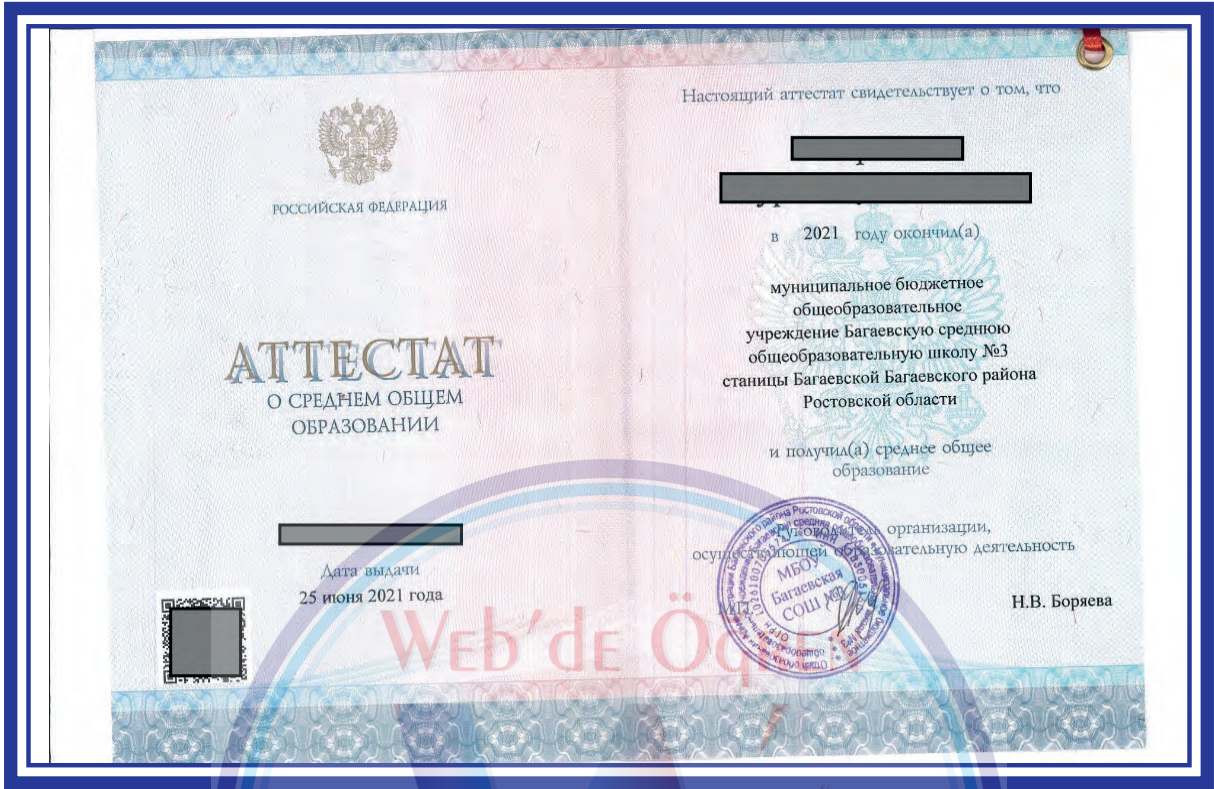 РОССИЙСКАЯ ФЕДЕРАЦИЯ
АТТЕСТАТ
О СРЕДНЕМ ОБЩЕМ
ОБРАЗОВАНИИ
Дата выдачи
25 июня 2021 года
Настоящий аттестат свидетельствует о том, что
в 2021 году окончил(а)
муниципальное бюджетное
общеобразовательное
учреждение Багаевскую среднюю
общеобразовательную школу №3
станицы Багаевской Багаевского района
Ростовской области
и получил(а) среднее общее
образование
Руководитель организации,
осуществляющей образовательную деятельность
МБОУ
Багаевская
СОШ №3
М.П.
Н.В. Боряева
Web'de